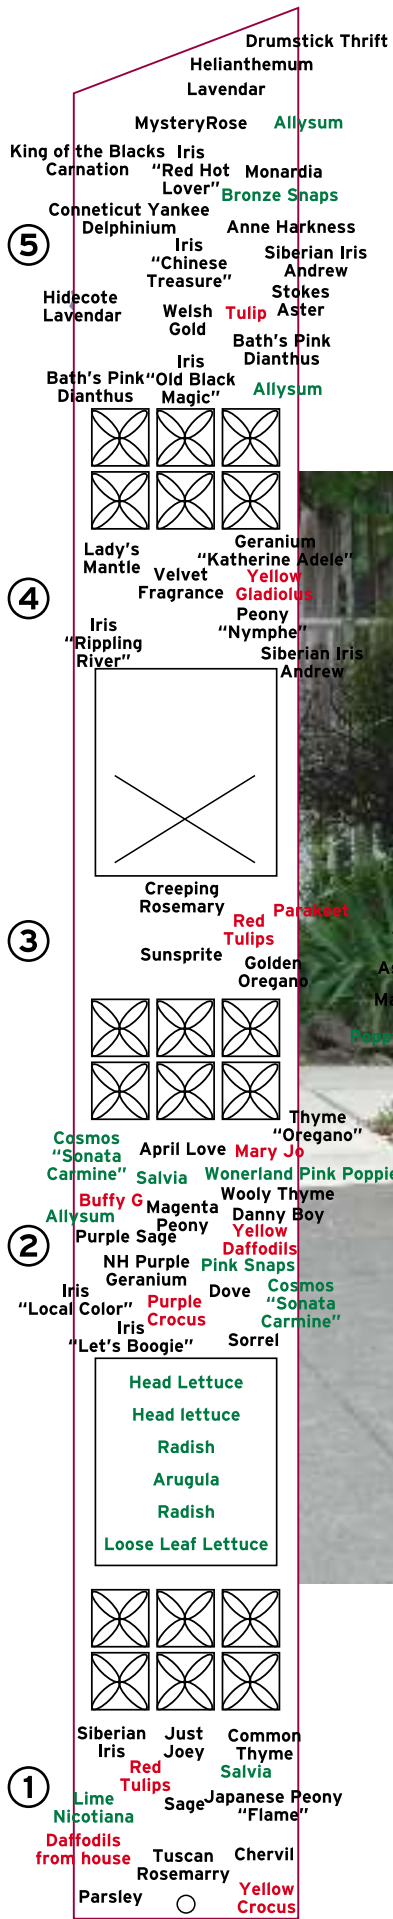 Drumstick Thrift
Helianthemum
Lavendar
MysteryRose
Allysum
King of the Blacks
Carnation
Iris
“Red Hot
Lover”
Monardia
Bronze Snaps
Conneticut Yankee
Delphinium
Anne Harkness
5
Iris
“Chinese
Treasure”
Siberian Iris
Andrew
Stokes
Aster
Hidecote
Lavendar
Welsh
Gold
Tulip
Bath’s Pink
Dianthus
Iris
“Old Black
Magic”
Bath’s Pink
Dianthus
Allysum
Geranium
“Katherine Adele”
Lady’s
Mantle
Velvet
Fragrance
Yellow
Gladiolus
4
Peony
“Nymphe”
Iris
“Rippling
River”
Siberian Iris
Andrew
Creeping
Rosemary
Parakeet
Red
Tulips
3
Sunsprite
Golden
Oregano
Thyme
“Oregano”
Cosmos
“Sonata
Carmine”
April Love
Mary Jo
Salvia
Wonerland Pink Poppie
Buffy G
Magenta
Peony
Wooly Thyme
Danny Boy
Allysum
Purple Sage
Yellow
Daffodils
2
NH Purple
Geranium
Pink Snaps
Iris
“Local Color”
Purple
Crocus
Dove
Cosmos
“Sonata
Carmine”
Iris
“Let’s Boogie”
Sorrel
Head Lettuce
Head lettuce
Radish
Arugula
Radish
Loose Leaf Lettuce
Siberian
Iris
Just
Joey
Common
Thyme
Red
Tulips
Salvia
1
Lime
Nicotiana
Sage
Japanese Peony
“Flame”
Daffodils
from house
Tuscan
Rosemarry
Chervil
Parsley
Yellow
Crocus